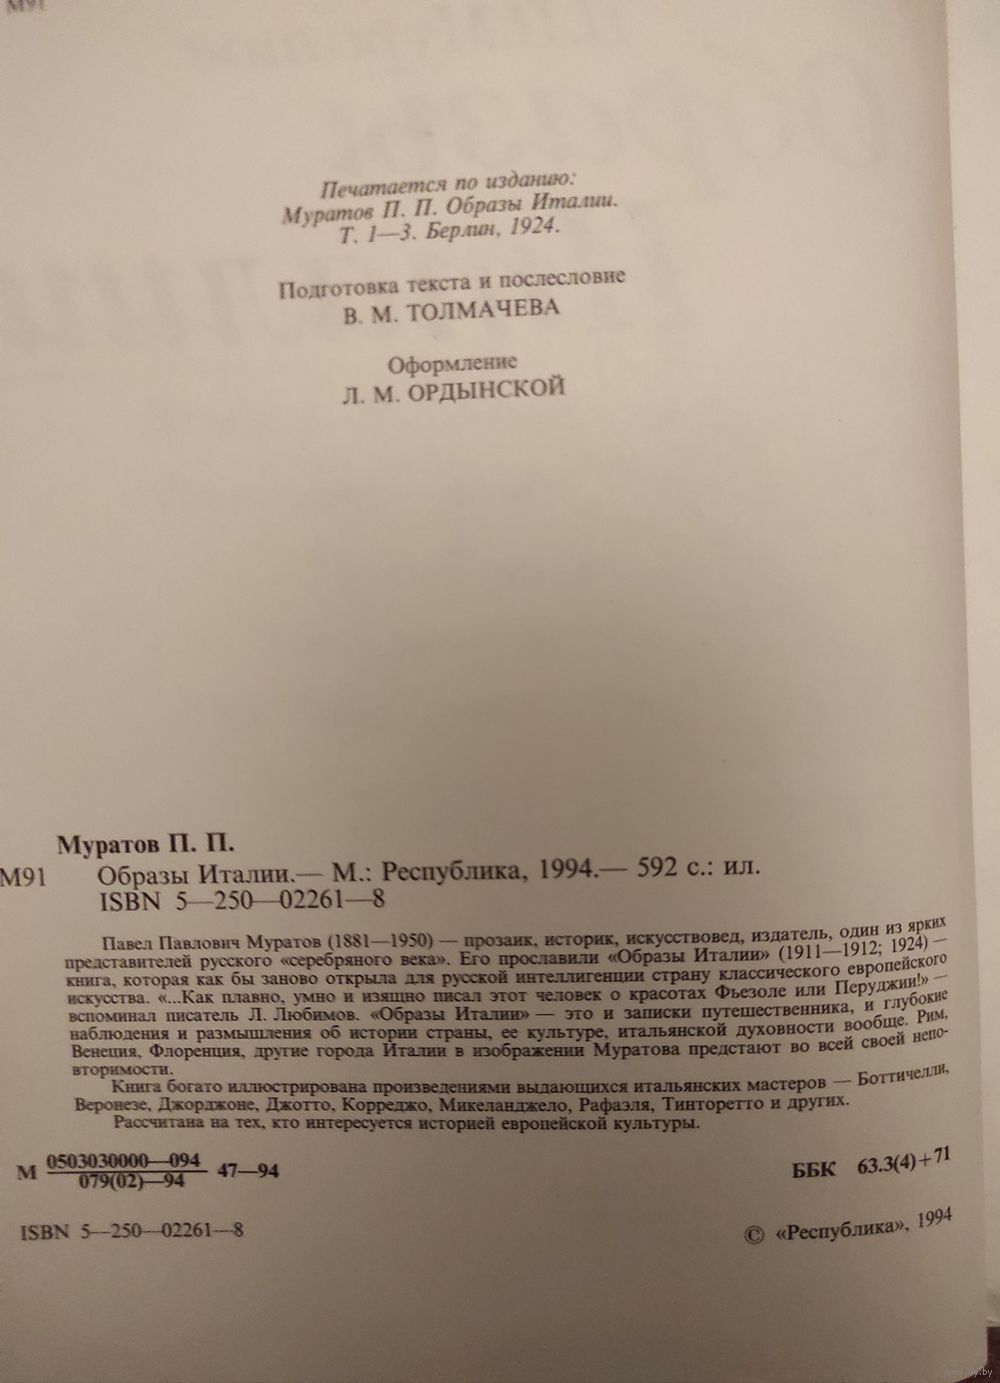 М91
Печатается по изданию:
Муратов П. П. Образы Италии.
Т. 1—3. Берлин, 1924.
Подготовка текста и послесловие
В. М. ТОЛМАЧЕВА
Оформление
Л. М. ОРДЫНСКОЙ
Муратов П. П.
М91 Образы Италии.— М.: Республика, 1994.— 592 с.: ил.
ISBN 5—250—02261—8
Павел Павлович Муратов (1881—1950) — прозаик, историк, искусствовед, издатель, один из ярких
представителей русского «серебряного века». Его прославили «Образы Италии» (1911—1912; 1924) —
книга, которая как бы заново открыла для русской интеллигенции страну классического европейского
искусства. «...Как плавно, умно и изящно писал этот человек о красотах Фьезоле или Перуджии!» —
вспоминал писатель Л. Любимов. «Образы Италии» — это и записки путешественника, и глубокие
наблюдения и размышления об истории страны, ее культуре, итальянской духовности вообще. Рим,
Венеция, Флоренция, другие города Италии в изображении Муратова предстают во всей своей непо-
вторимости.
Книга богато иллюстрирована произведениями выдающихся итальянских мастеров — Боттичелли,
Веронезе, Джорджоне, Джотто, Корреджо, Микеланджело, Рафаэля, Тинторетто и других.
Рассчитана на тех, кто интересуется историей европейской культуры.
М 0503030000—094 47—94
079(02)—94
ББК 63.3(4)+71
ISBN 5—250—02261—8
© «Республика», 1994